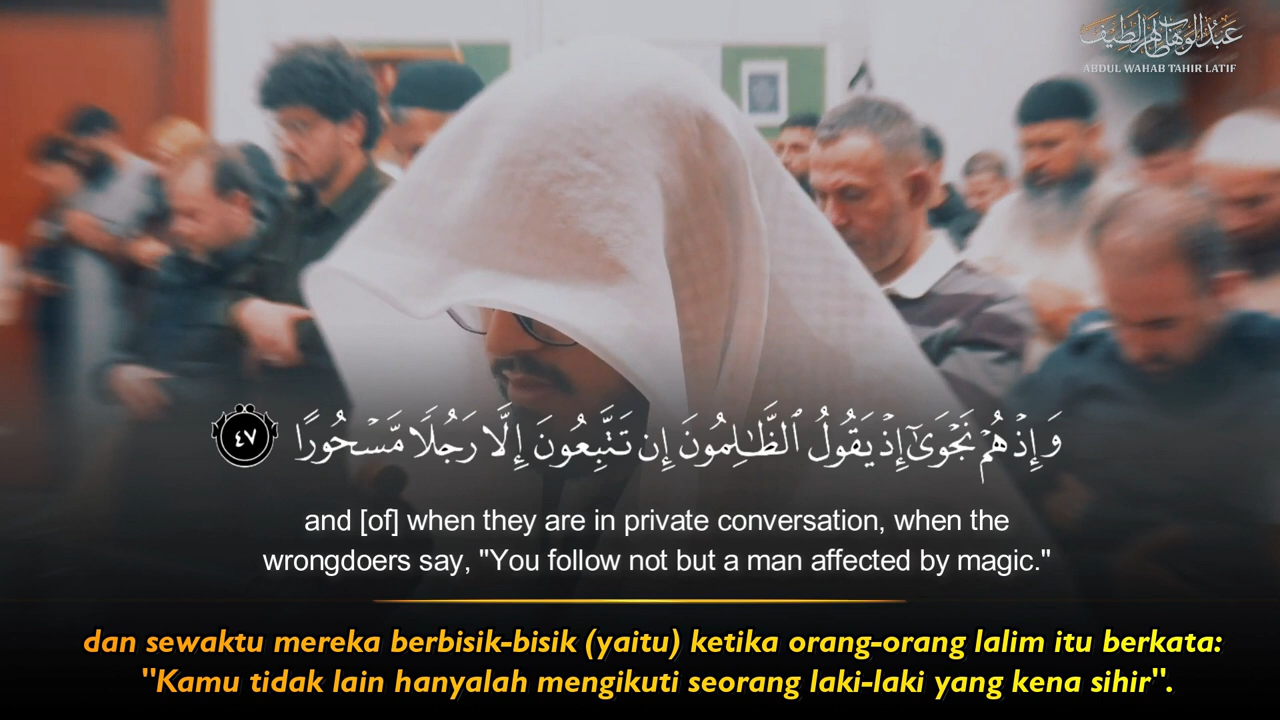 عبد الوهاب طاهر لطيف
ABDUL WAHAB TAHIR LATIF
وَإِذْ هُمْ نَجْوَىٰٓ إِذْ يَقُولُ ٱلظَّـٰلِمُونَ إِن تَتَّبِعُونَ إِلَّا رَجُلًا مَّسْحُورًا ٤٧
and [of] when they are in private conversation, when the
wrongdoers say, "You follow not but a man affected by magic."
dan sewaktu mereka berbisik-bisik (yaitu) ketika orang-orang lalim itu berkata:
"Kamu tidak lain hanyalah mengikuti seorang laki-laki yang kena sihir".